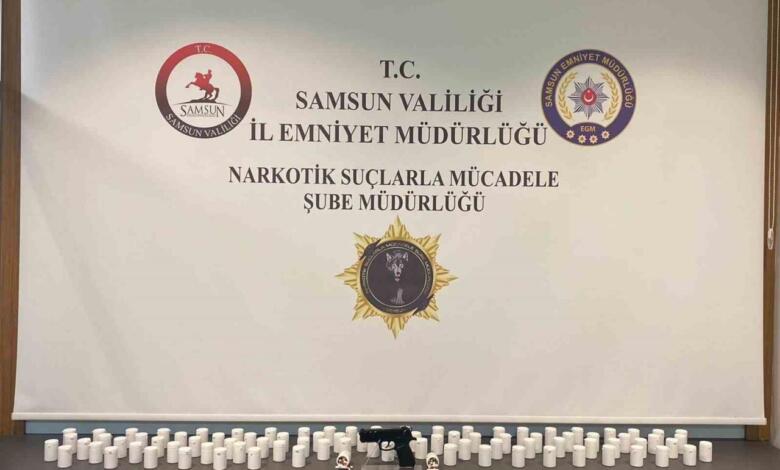 T.C.
SAMSUN
SAMSUN VALİLİĞİ
T.C.
SAMSUN VALİLİĞİ
İL EMNİYET MÜDÜRLÜĞÜ
NARKOTİK SUÇLARLA MÜCADELE
ŞUBE MÜDÜRLÜĞÜ
SAMSUN EMNİYET MÜDÜRLÜĞÜ
EGM